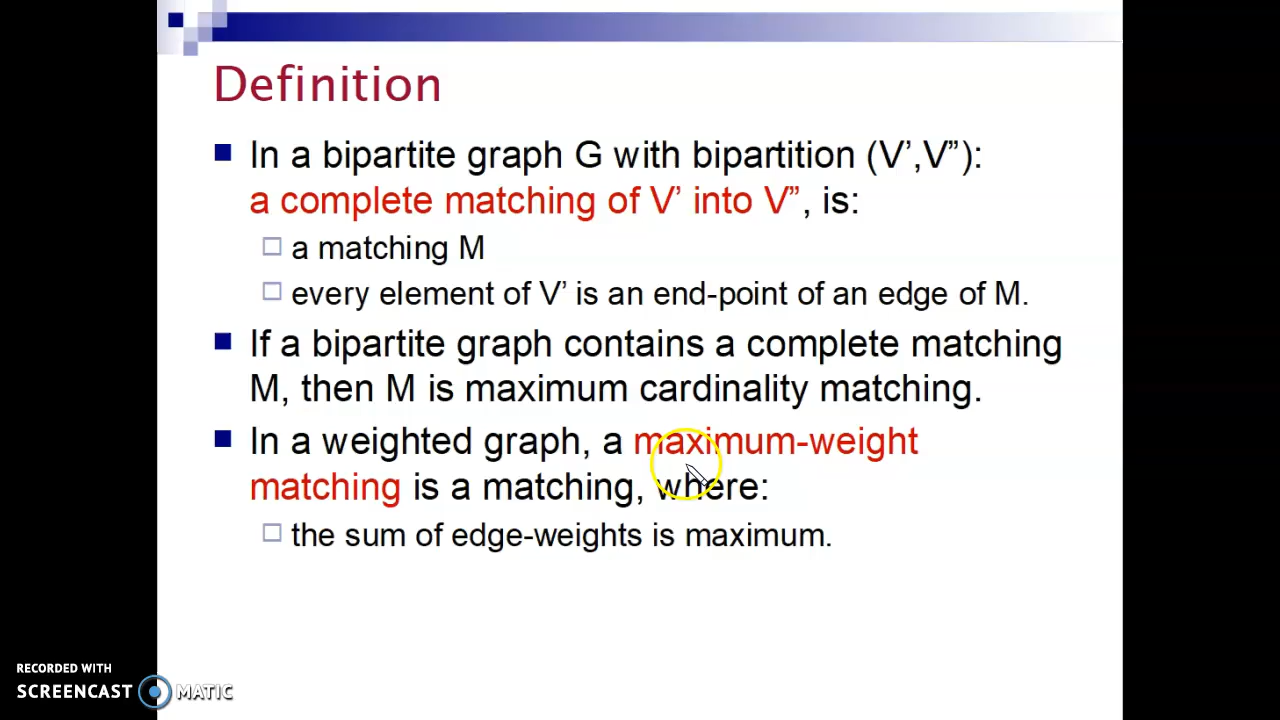 Definition
In a bipartite graph G with bipartition (V’,V”):
a complete matching of V’ into V”, is:
a matching M
every element of V’ is an end-point of an edge of M.
If a bipartite graph contains a complete matching
M, then M is maximum cardinality matching.
In a weighted graph, a maximum-weight
matching is a matching, where:
the sum of edge-weights is maximum.
RECORDED WITH
SCREENCAST MATIC